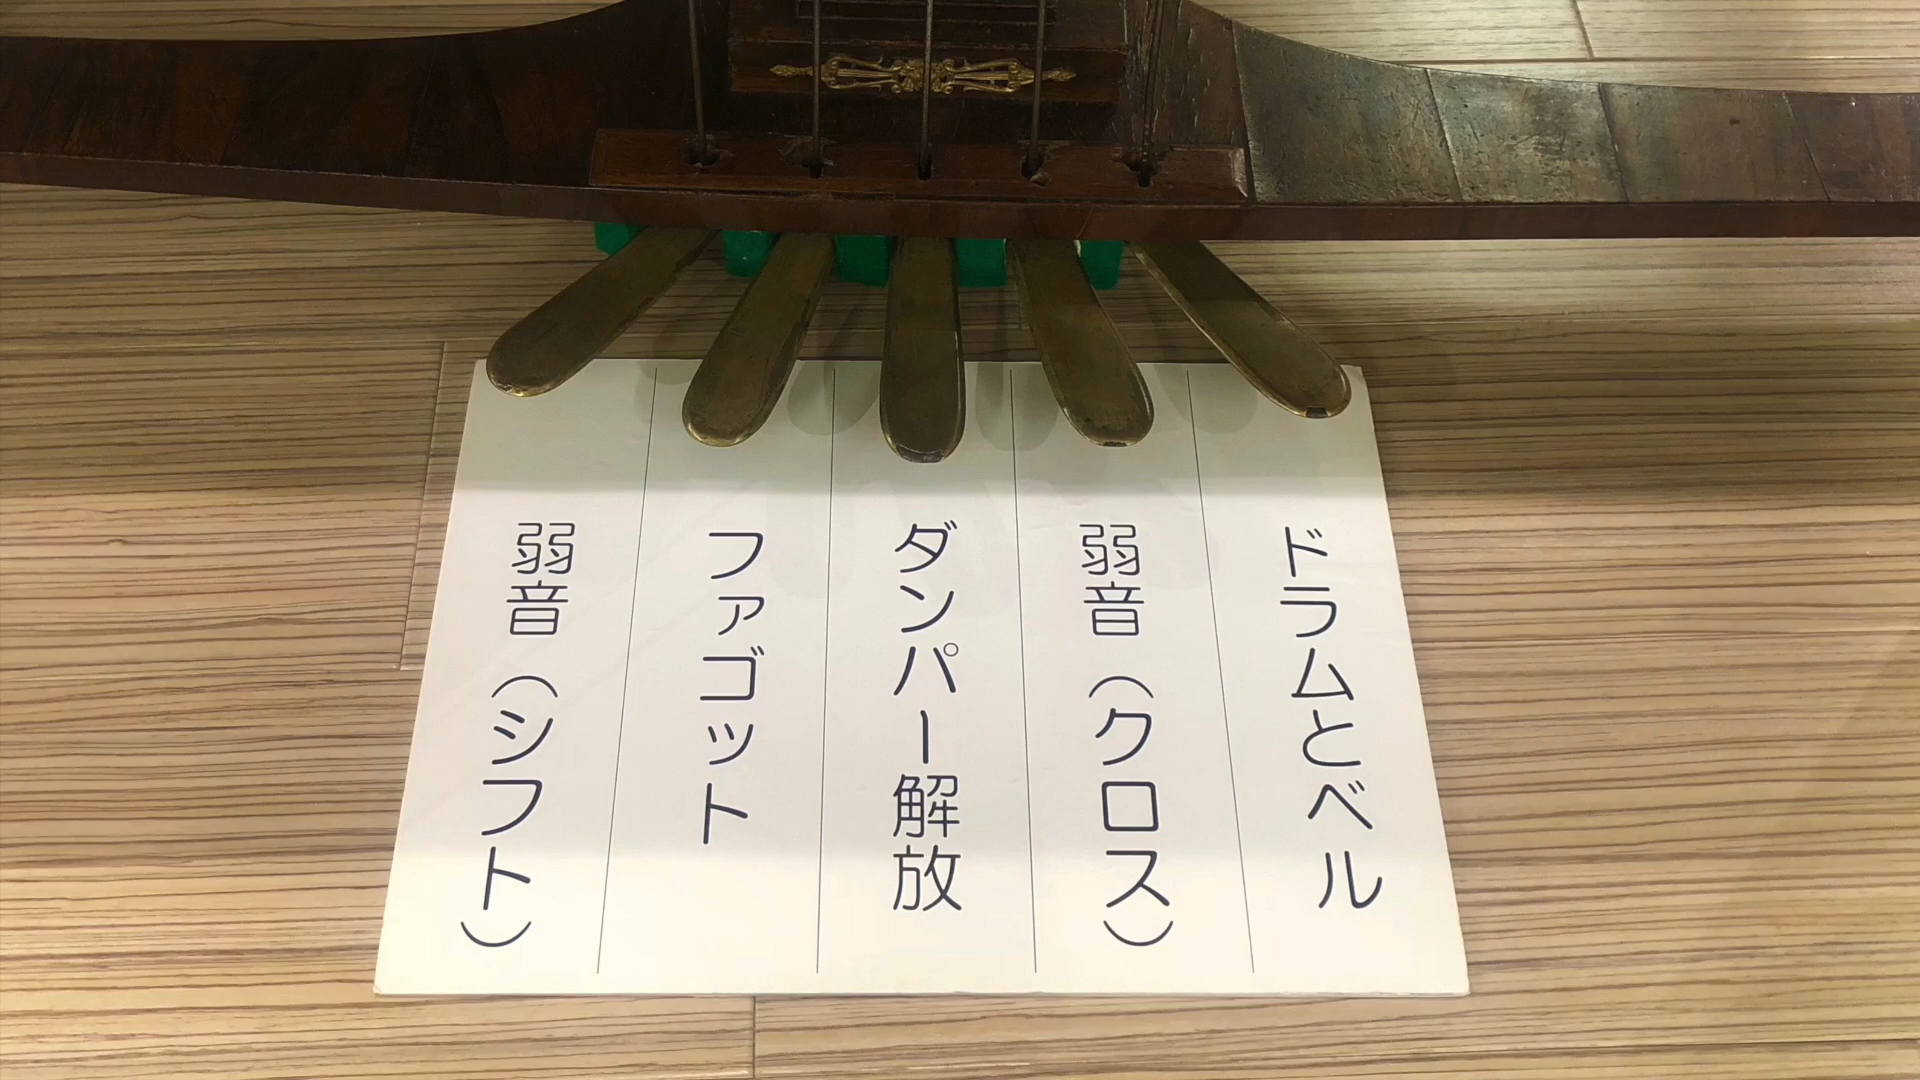 弱音（シフト）
ファゴット
ダンパー解放
弱音（クロス）
ドラムとベル